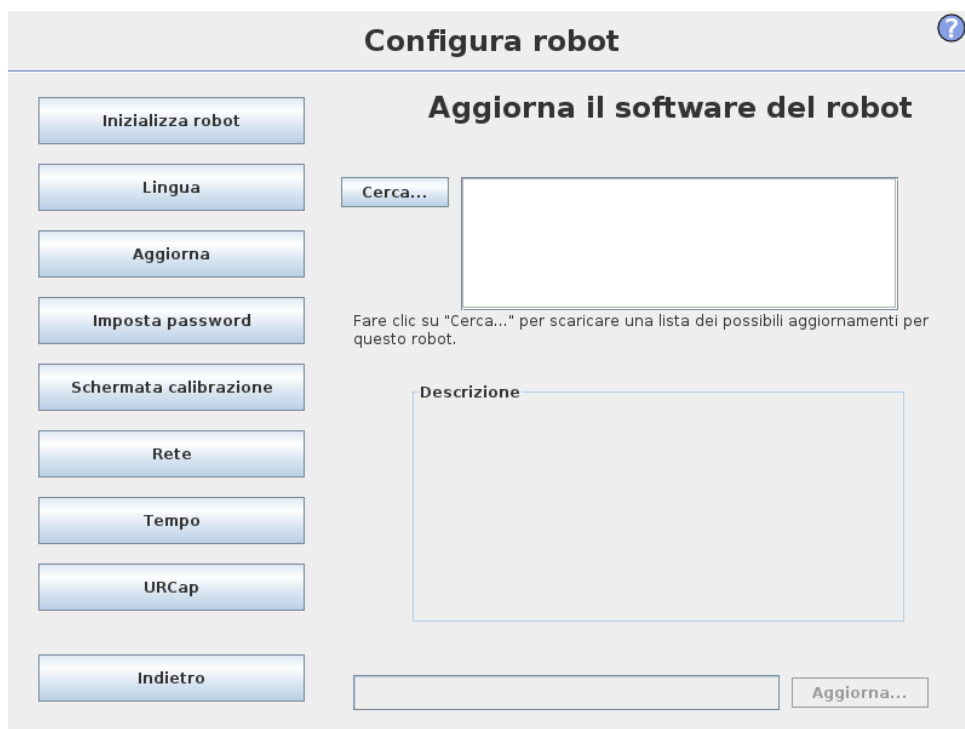 Configura robot
?
Inizializza robot
Lingua
Aggiorna
Imposta password
Schermata calibrazione
Rete
Tempo
URCap
Indietro
Aggiorna il software del robot
Cerca...
Fare clic su "Cerca..." per scaricare una lista dei possibili aggiornamenti per
questo robot.
Descrizione
Aggiorna...